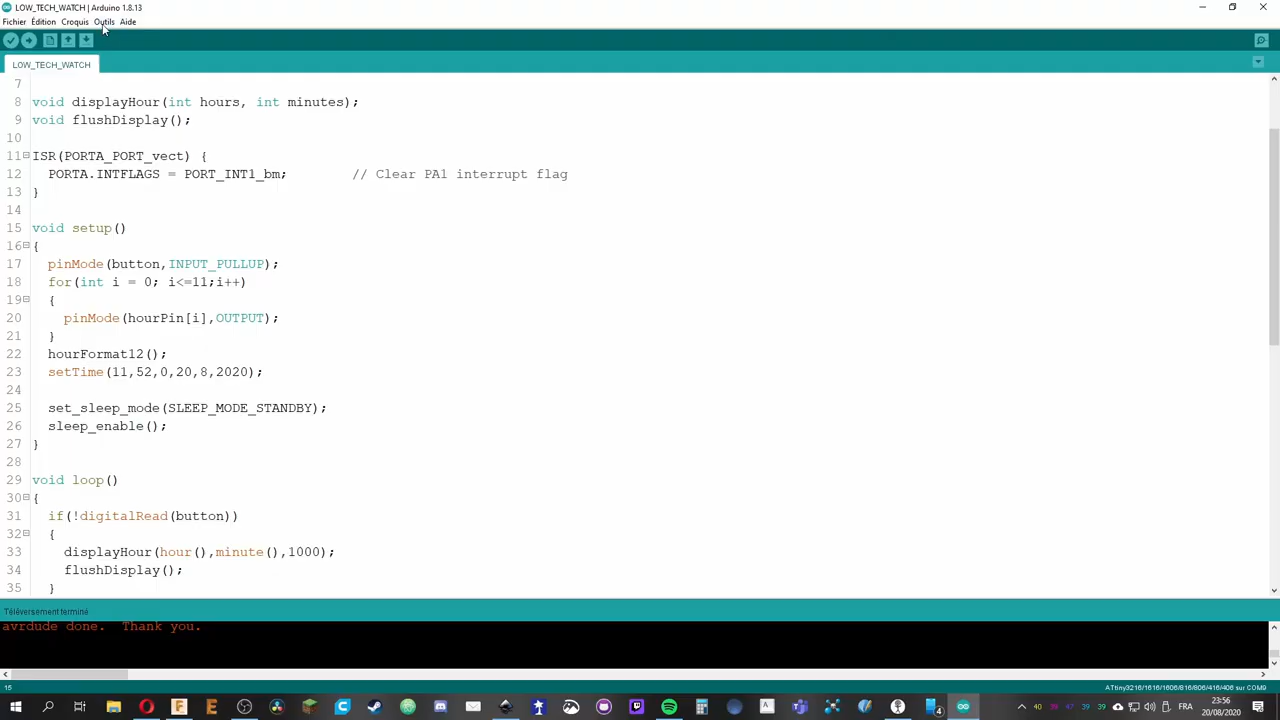 LOW_TECH_WATCH | Arduino 1.8.13
Fichier Édition Croquis Outils Aide
LOW_TECH_WATCH
7
8 void displayHour(int hours, int minutes);
9 void flushDisplay();
10
11 ISR(PORTA_PORT_vect) {
12 PORTA.INTFLAGS = PORT_INT1_bm; // Clear PA1 interrupt flag
13 }
14
15 void setup()
16 {
17 pinMode(button,INPUT_PULLUP);
18 for(int i = 0; i<=11;i++)
19 {
20 pinMode(hourPin[i],OUTPUT);
21 }
22 hourFormat12();
23 setTime(11,52,0,20,8,2020);
24
25 set_sleep_mode(SLEEP_MODE_STANDBY);
26 sleep_enable();
27 }
28
29 void loop()
30 {
31 if(!digitalRead(button))
32 {
33 displayHour(hour(),minute(),1000);
34 flushDisplay();
35 }
Téléversement terminé
avrdude done. Thank you.
15 ATtiny3216/1616/1606/816/806/416/406 sur COM9
40 39 47 39 39 FRA 23:56
20/08/2020